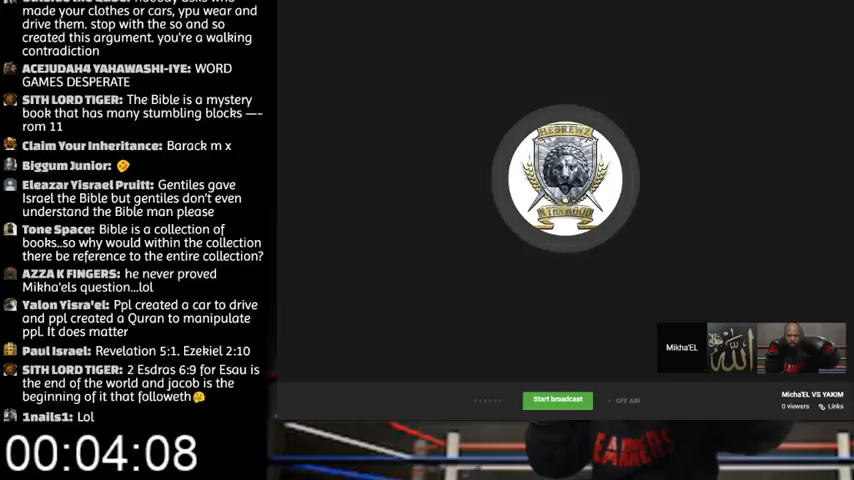 made your clothes or cars, ypu wear and
drive them. stop with the so and so
created this argument. you're a walking
contradiction
ACEJUDAH4 YAHAWASHI-IYE: WORD
GAMES DESPERATE
SITH LORD TIGER: The Bible is a mystery
book that has many stumbling blocks —-
rom 11
Claim Your Inheritance: Barack m x
Biggum Junior:
Eleazar Yisrael Pruitt: Gentiles gave
Israel the Bible but gentiles don't even
understand the Bible man please
Tone Space: Bible is a collection of
books..so why would within the collection
there be reference to the entire collection?
AZZA K FINGERS: he never proved
Mikha'els question...lol
Yalon Yisra'el: Ppl created a car to drive
and ppl created a Quran to manipulate
ppl. It does matter
Paul Israel: Revelation 5:1. Ezekiel 2:10
SITH LORD TIGER: 2 Esdras 6:9 for Esau is
the end of the world and jacob is the
beginning of it that followeth
1nails1: Lol
00:04:08
HEBREWZ
N THA HOOD
Mikha'EL
الله
Start broadcast
OFF AIR
Micha'EL VS YAKIM
0 viewers
Links